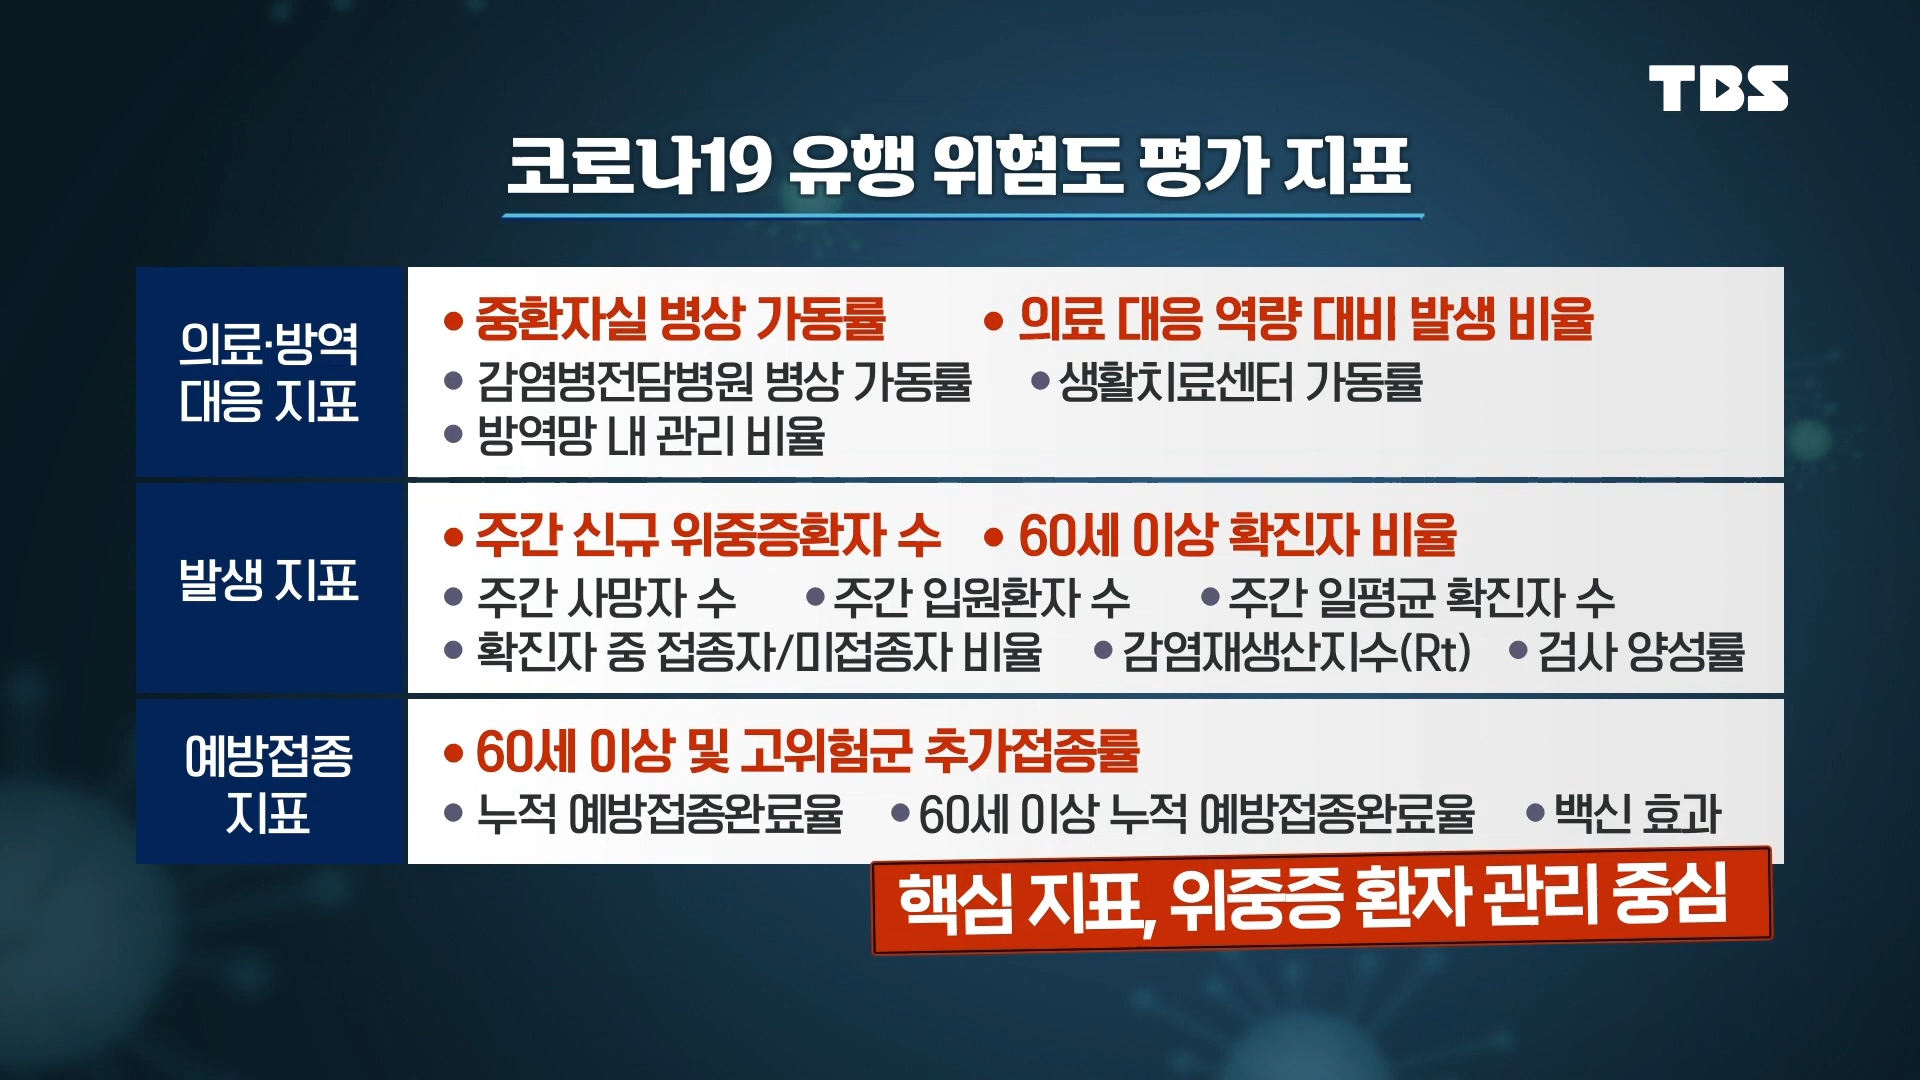 TBS
코로나19 유행 위험도 평가 지표
의료·방역
대응 지표
• 중환자실 병상 가동률 • 의료 대응 역량 대비 발생 비율
• 감염병전담병원 병상 가동률 • 생활치료센터 가동률
• 방역망 내 관리 비율
발생 지표
• 주간 신규 위중증환자 수 • 60세 이상 확진자 비율
• 주간 사망자 수 • 주간 입원환자 수 • 주간 일평균 확진자 수
• 확진자 중 접종자/미접종자 비율 • 감염재생산지수(Rt) • 검사 양성률
예방접종
지표
• 60세 이상 및 고위험군 추가접종률
• 누적 예방접종완료율 • 60세 이상 누적 예방접종완료율 • 백신 효과
핵심 지표, 위중증 환자 관리 중심